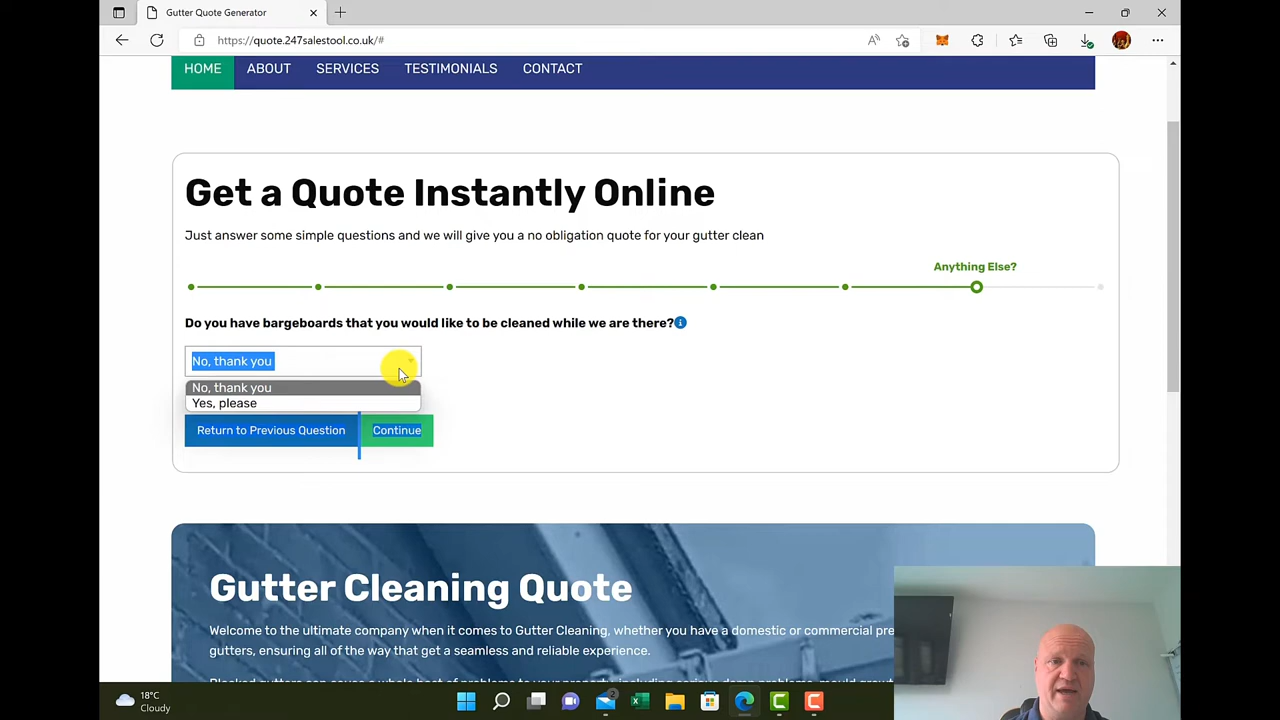 Gutter Quote Generator
https://quote.247salestool.co.uk/#
HOME ABOUT SERVICES TESTIMONIALS CONTACT
Get a Quote Instantly Online
Just answer some simple questions and we will give you a no obligation quote for your gutter clean
Anything Else?
Do you have bargeboards that you would like to be cleaned while we are there?
No, thank you
No, thank you
Yes, please
Return to Previous Question Continue
Gutter Cleaning Quote
Welcome to the ultimate company when it comes to Gutter Cleaning, whether you have a domestic or commercial pre
gutters, ensuring all of the way that get a seamless and reliable experience.
18°C
Cloudy
2